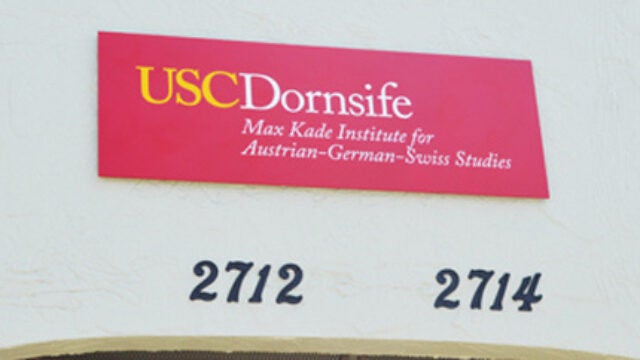 USCDornsife
Max Kade Institute for
Austrian-German-Swiss Studies
2712 2714